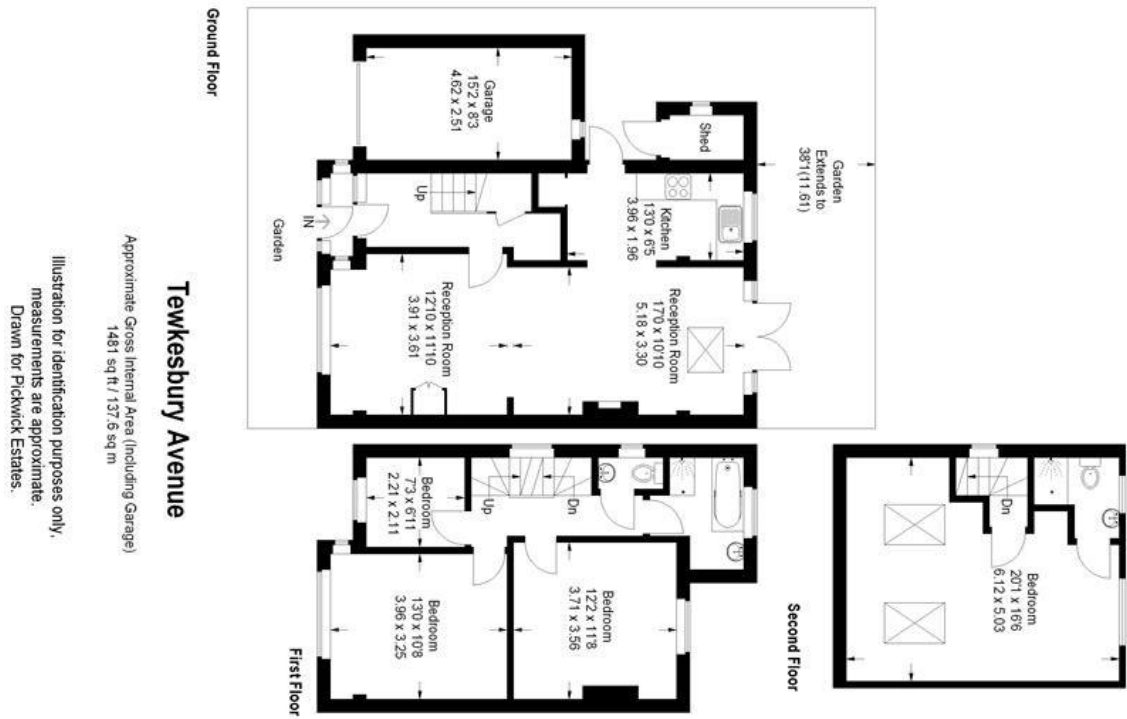 Tewkesbury Avenue
Approximate Gross Internal Area (Including Garage)
1481 sq ft / 137.6 sq m
Ground Floor
Garden
Extends to
38'1(11.61)
Shed
Kitchen
13'0 x 6'5
3.96 x 1.96
Reception Room
17'0 x 10'10
5.18 x 3.30
Garage
15'2 x 8'3
4.62 x 2.51
Up
Reception Room
12'10 x 11'10
3.91 x 3.61
IN
Garden
First Floor
Bedroom
12'2 x 11'8
3.71 x 3.56
Dn
Up
Bedroom
7'3 x 6'11
2.21 x 2.11
Bedroom
13'0 x 10'8
3.96 x 3.25
Second Floor
Dn
Bedroom
20'1 x 16'6
6.12 x 5.03
Illustration for identification purposes only,
measurements are approximate.
Drawn for Pickwick Estates.